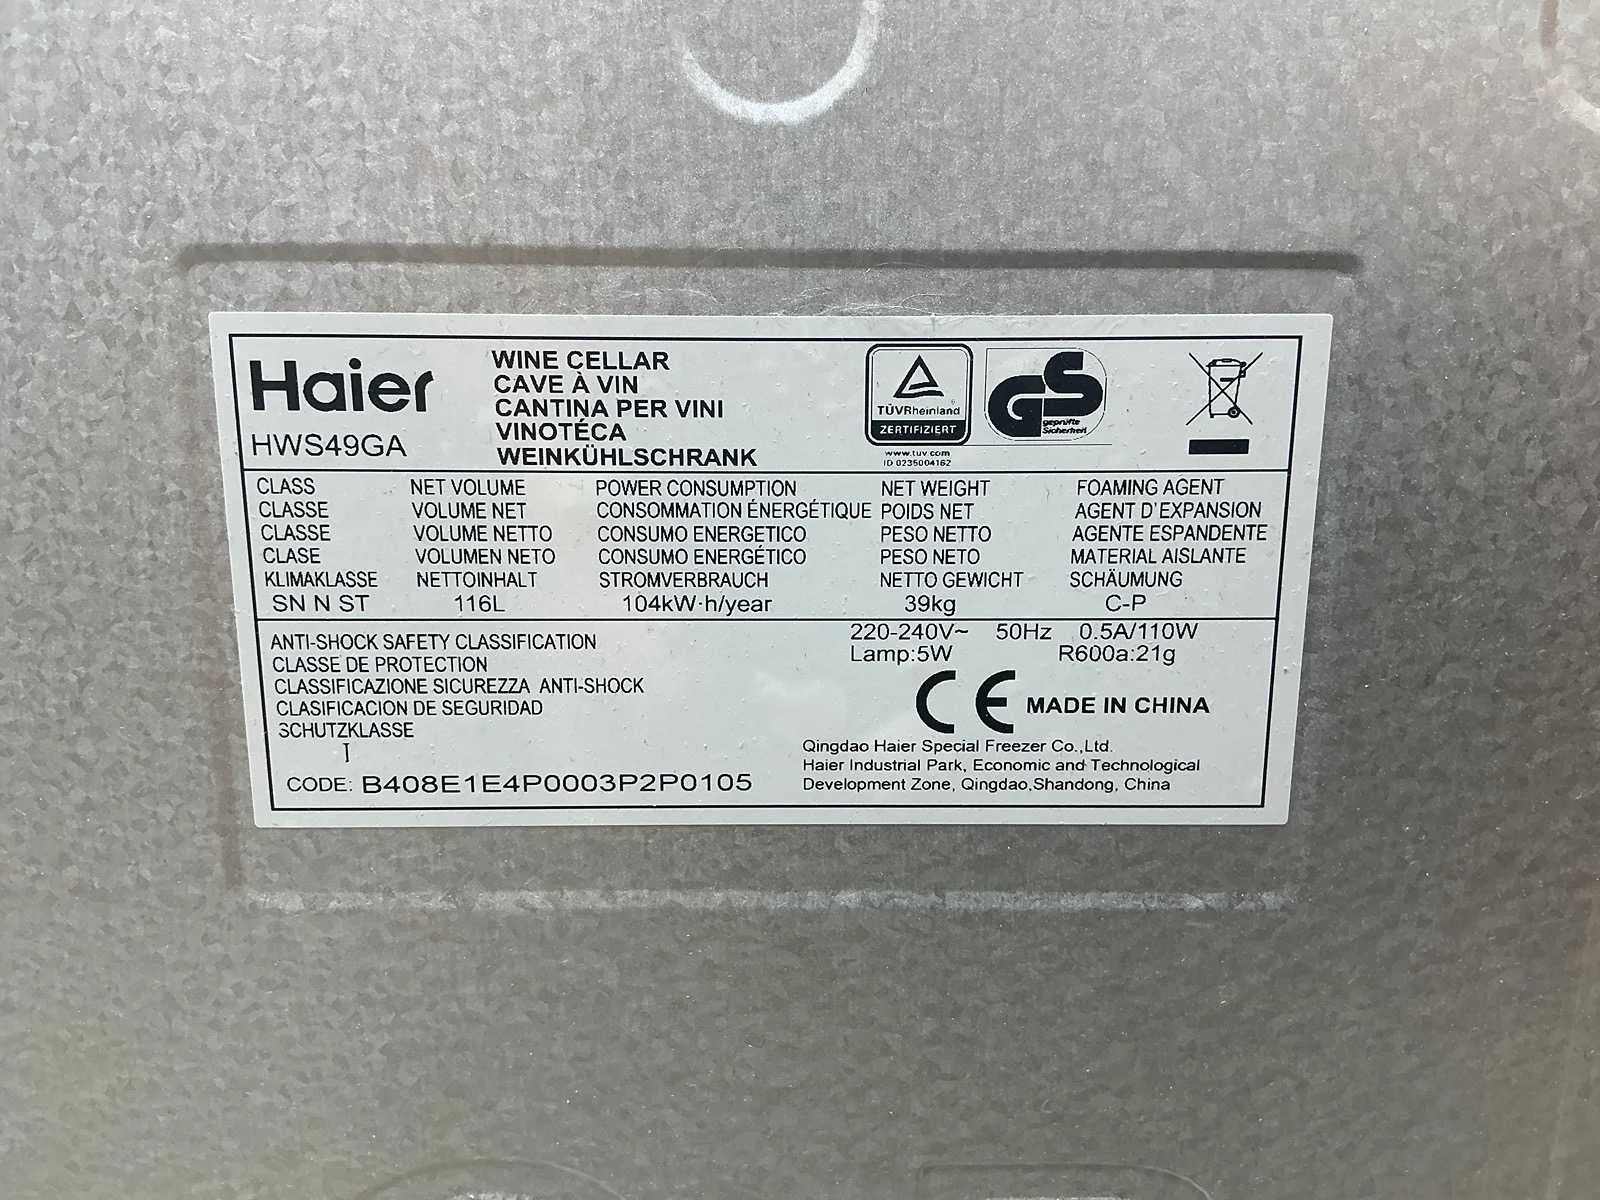 Haier
HWS49GA
WINE CELLAR
CAVE À VIN
CANTINA PER VINI
VINOTÉCA
WEINKÜHLSCHRANK
TÜVRheinland
ZERTIFIZIERT
www.tuv.com
ID 0235004162
GS
geprüfte
Sicherheit
CLASS NET VOLUME POWER CONSUMPTION NET WEIGHT FOAMING AGENT
CLASSE VOLUME NET CONSOMMATION ÉNERGÉTIQUE POIDS NET AGENT D'EXPANSION
CLASSE VOLUME NETTO CONSUMO ENERGETICO PESO NETTO AGENTE ESPANDENTE
CLASE VOLUMEN NETO CONSUMO ENERGÉTICO PESO NETO MATERIAL AISLANTE
KLIMAKLASSE NETTOINHALT STROMVERBRAUCH NETTO GEWICHT SCHÄUMUNG
SN N ST 116L 104kW·h/year 39kg C-P
ANTI-SHOCK SAFETY CLASSIFICATION
CLASSE DE PROTECTION
CLASSIFICAZIONE SICUREZZA ANTI-SHOCK
CLASIFICACION DE SEGURIDAD
SCHUTZKLASSE
I
CODE: B408E1E4P0003P2P0105
220-240V~ 50Hz 0.5A/110W
Lamp:5W R600a:21g
CE MADE IN CHINA
Qingdao Haier Special Freezer Co.,Ltd.
Haier Industrial Park, Economic and Technological
Development Zone, Qingdao,Shandong, China